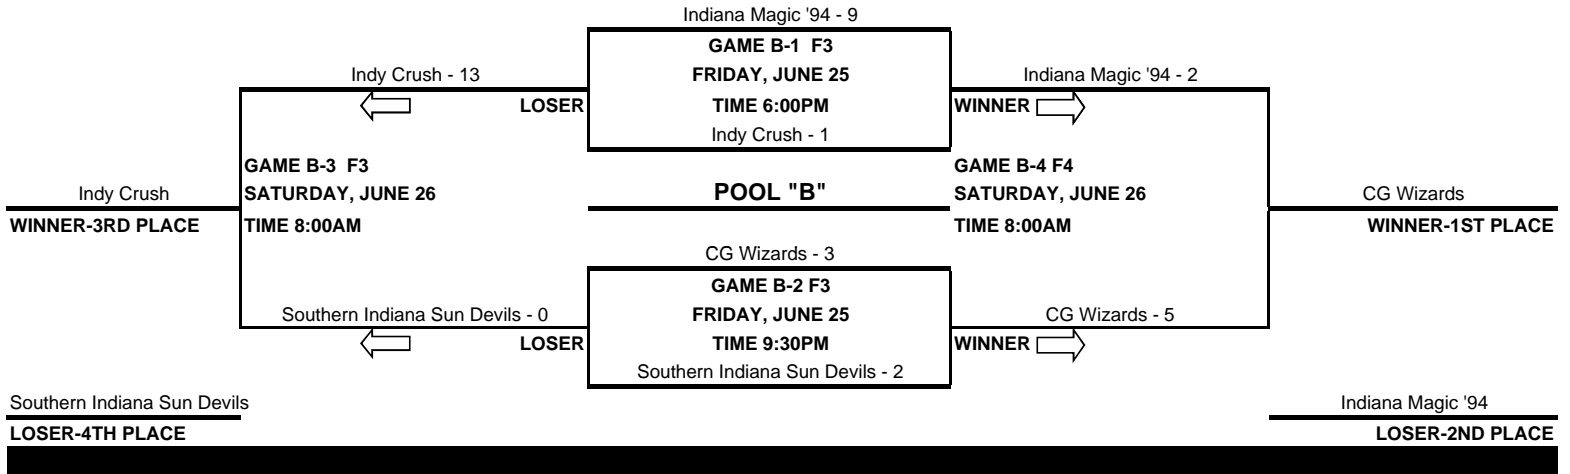 Indiana Magic '94 - 9
GAME B-1  F3
Indy Crush - 13
FRIDAY, JUNE 25
Indiana Magic '94 - 2
LOSER
TIME 6:00PM
WINNER
Indy Crush - 1
GAME B-3  F3
GAME B-4 F4
Indy Crush
SATURDAY, JUNE 26
POOL "B"
SATURDAY, JUNE 26
CG Wizards
WINNER-3RD PLACE
TIME 8:00AM
TIME 8:00AM
WINNER-1ST PLACE
CG Wizards - 3
GAME B-2 F3
Southern Indiana Sun Devils - 0
FRIDAY, JUNE 25
CG Wizards - 5
LOSER
TIME 9:30PM
WINNER
Southern Indiana Sun Devils - 2
Southern Indiana Sun Devils
Indiana Magic '94
LOSER-4TH PLACE
LOSER-2ND PLACE